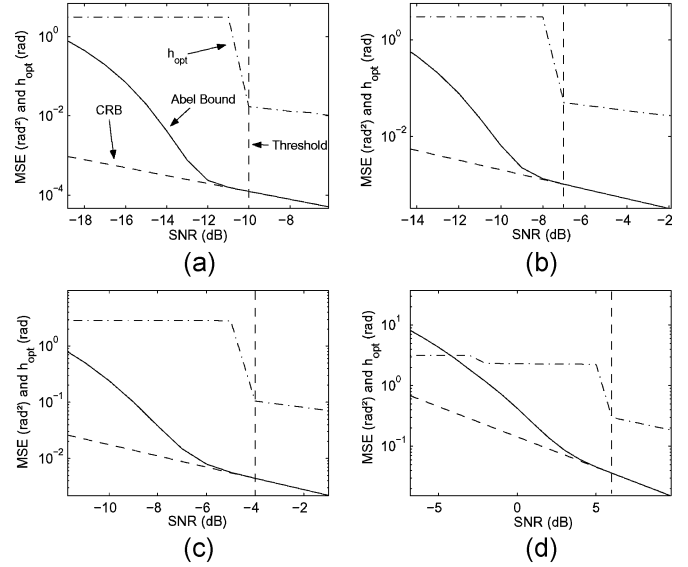 MSE (rad²) and h_opt (rad)
10^0
10^-2
10^-4
h_opt
Abel Bound
CRB
Threshold
−18 −16 −14 −12 −10 −8
SNR (dB)
(a)
MSE (rad²) and h_opt (rad)
10^0
10^-2
−14 −12 −10 −8 −6 −4 −2
SNR (dB)
(b)
MSE (rad²) and h_opt (rad)
10^0
10^-1
10^-2
−10 −8 −6 −4 −2
SNR (dB)
(c)
MSE (rad²) and h_opt (rad)
10^1
10^0
10^-1
−5 0 5
SNR (dB)
(d)